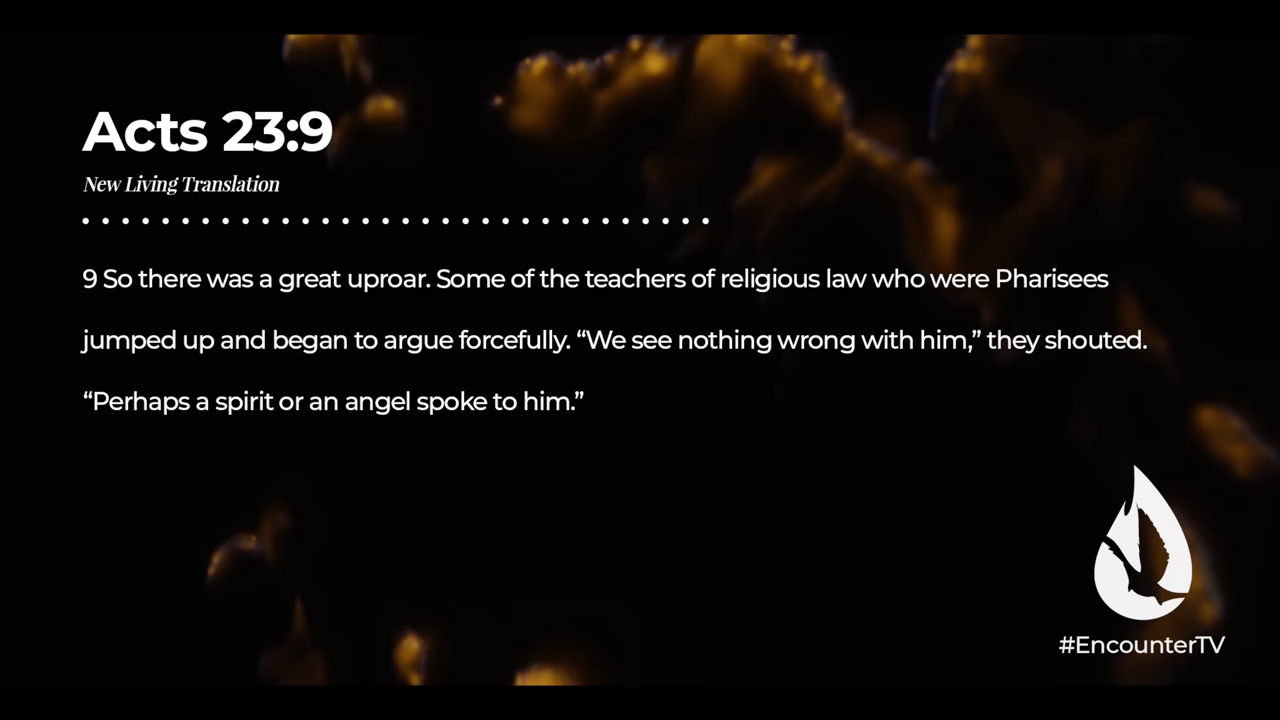 Acts 23:9
New Living Translation
9 So there was a great uproar. Some of the teachers of religious law who were Pharisees
jumped up and began to argue forcefully. “We see nothing wrong with him,” they shouted.
“Perhaps a spirit or an angel spoke to him.”
#EncounterTV